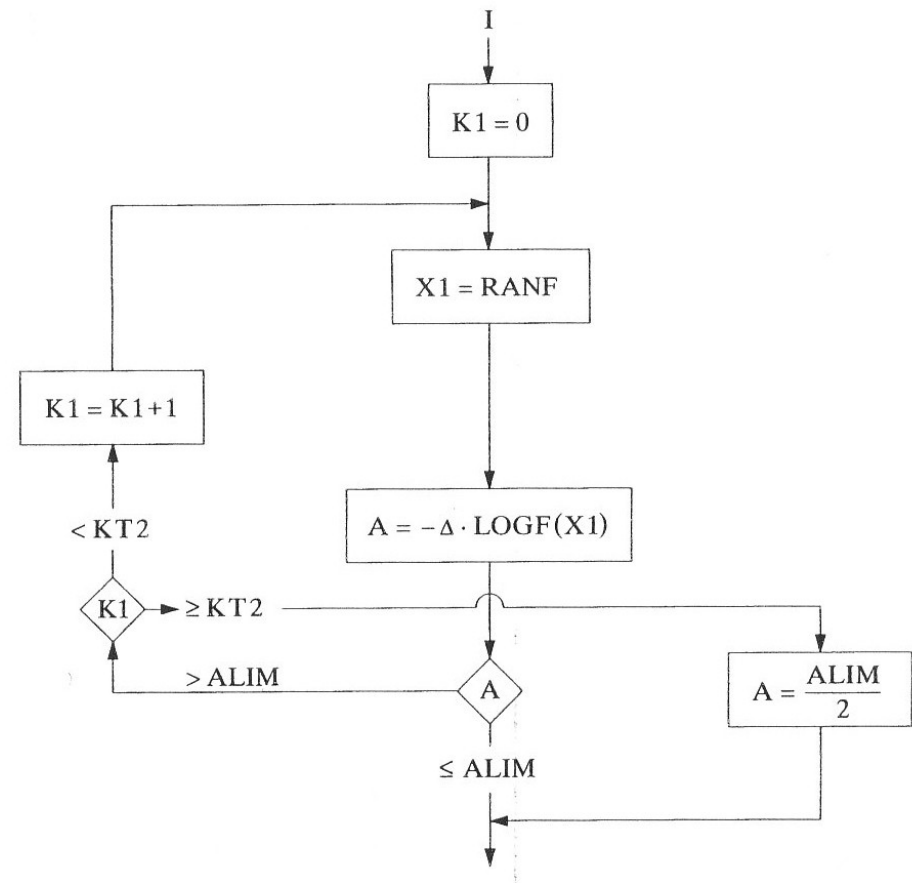 I
K1 = 0
X1 = RANF
K1 = K1+1
A = −Δ · LOGF(X1)
< KT2
K1
≥ KT2
> ALIM
A
A = ALIM/2
≤ ALIM